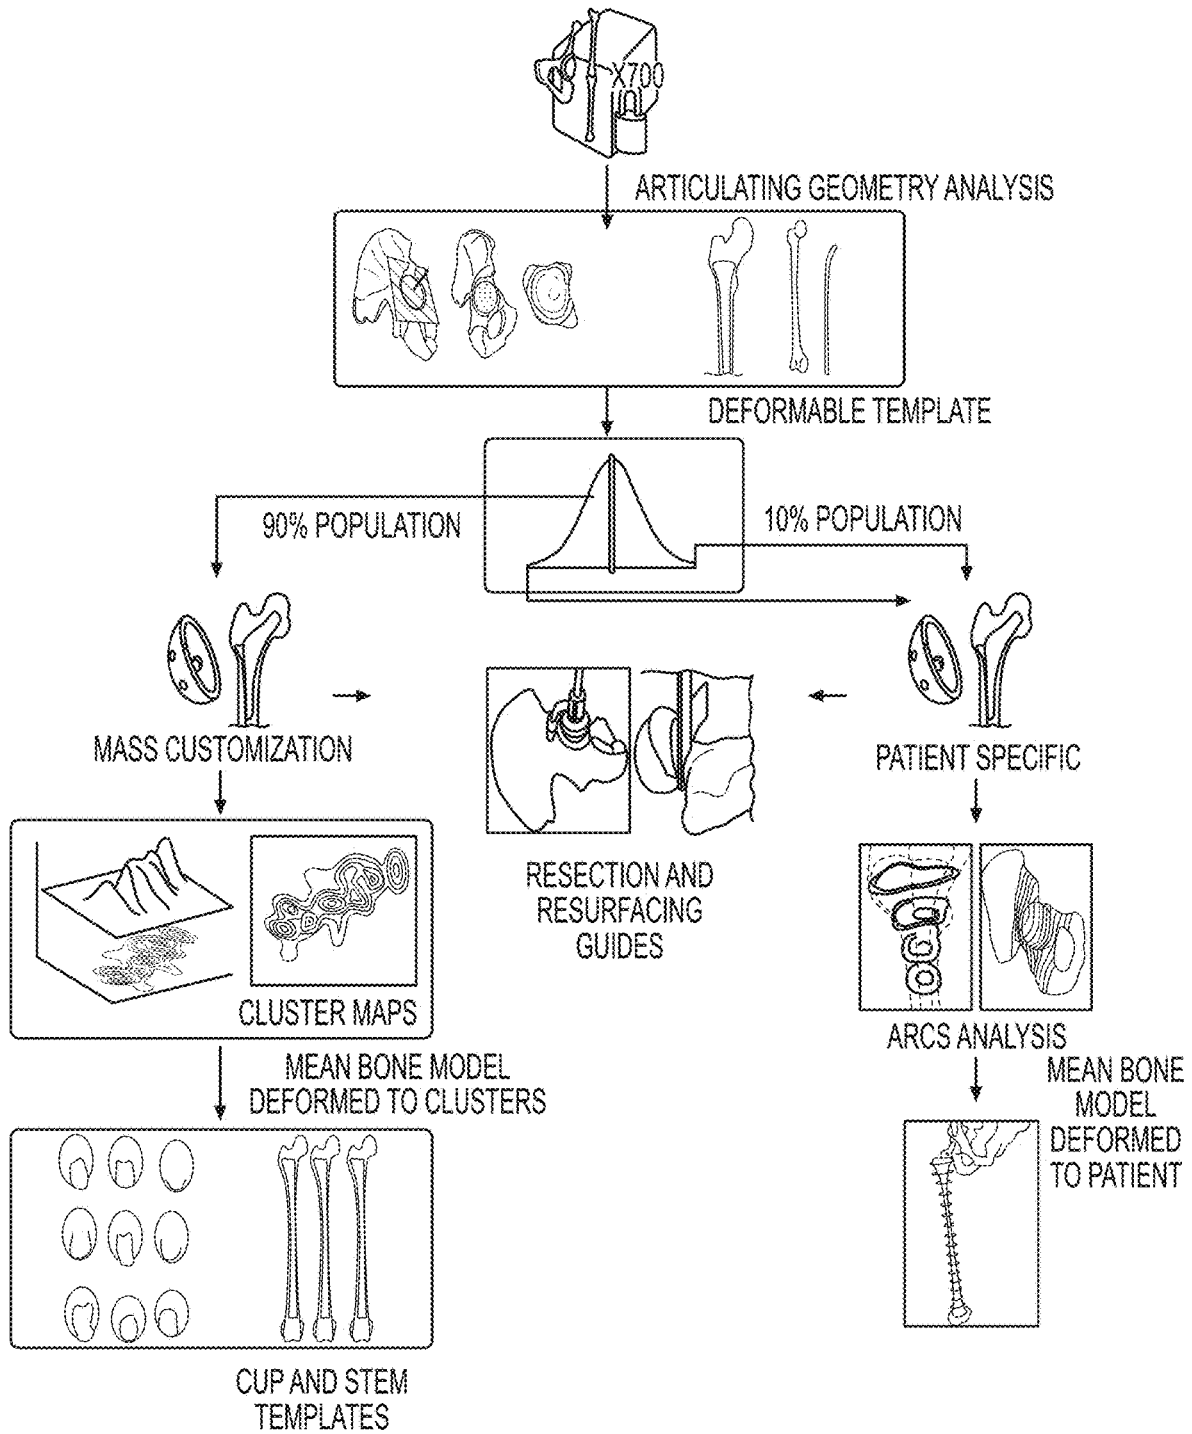 X700
ARTICULATING GEOMETRY ANALYSIS
DEFORMABLE TEMPLATE
90% POPULATION
10% POPULATION
MASS CUSTOMIZATION
PATIENT SPECIFIC
RESECTION AND
RESURFACING
GUIDES
CLUSTER MAPS
ARCS ANALYSIS
MEAN BONE MODEL
DEFORMED TO CLUSTERS
MEAN BONE
MODEL
DEFORMED
TO PATIENT
CUP AND STEM
TEMPLATES